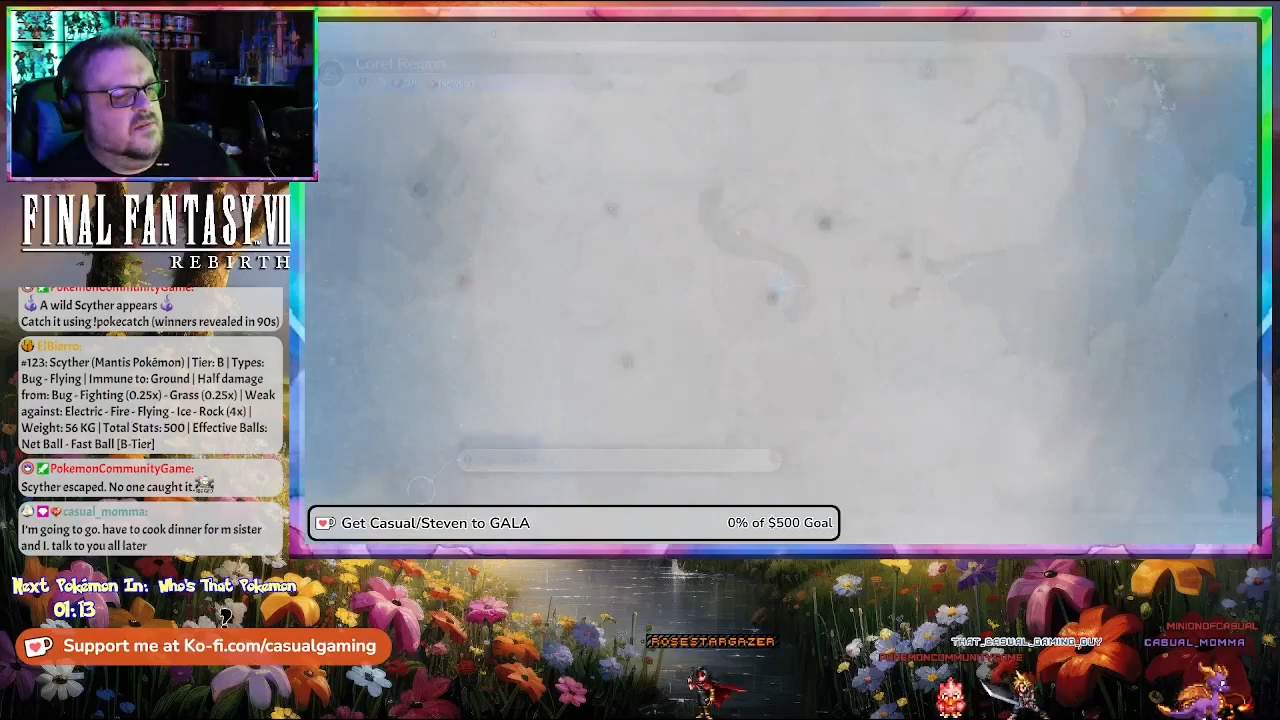 Corel Region
FINAL FANTASY VII
REBIRTH
PokemonCommunityGame:
A wild Scyther appears
Catch it using !pokecatch (winners revealed in 90s)
ElBierro:
#123: Scyther (Mantis Pokémon) | Tier: B | Types:
Bug - Flying | Immune to: Ground | Half damage
from: Bug - Fighting (0.25x) - Grass (0.25x) | Weak
against: Electric - Fire - Flying - Ice - Rock (4x) |
Weight: 56 KG | Total Stats: 500 | Effective Balls:
Net Ball - Fast Ball [B-Tier]
PokemonCommunityGame:
Scyther escaped. No one caught it.
casual_momma:
I'm going to go. have to cook dinner for m sister
and I. talk to you all later
Get Casual/Steven to GALA 0% of $500 Goal
Next Pokémon In: Who's That Pokemon
01:13 ?
Support me at Ko-fi.com/casualgaming
ROSESTARGAZER
MINIONOFCASUAL
THAT_CASUAL_GAMING_GUY
CASUAL_MOMMA
POKEMONCOMMUNITYGAME